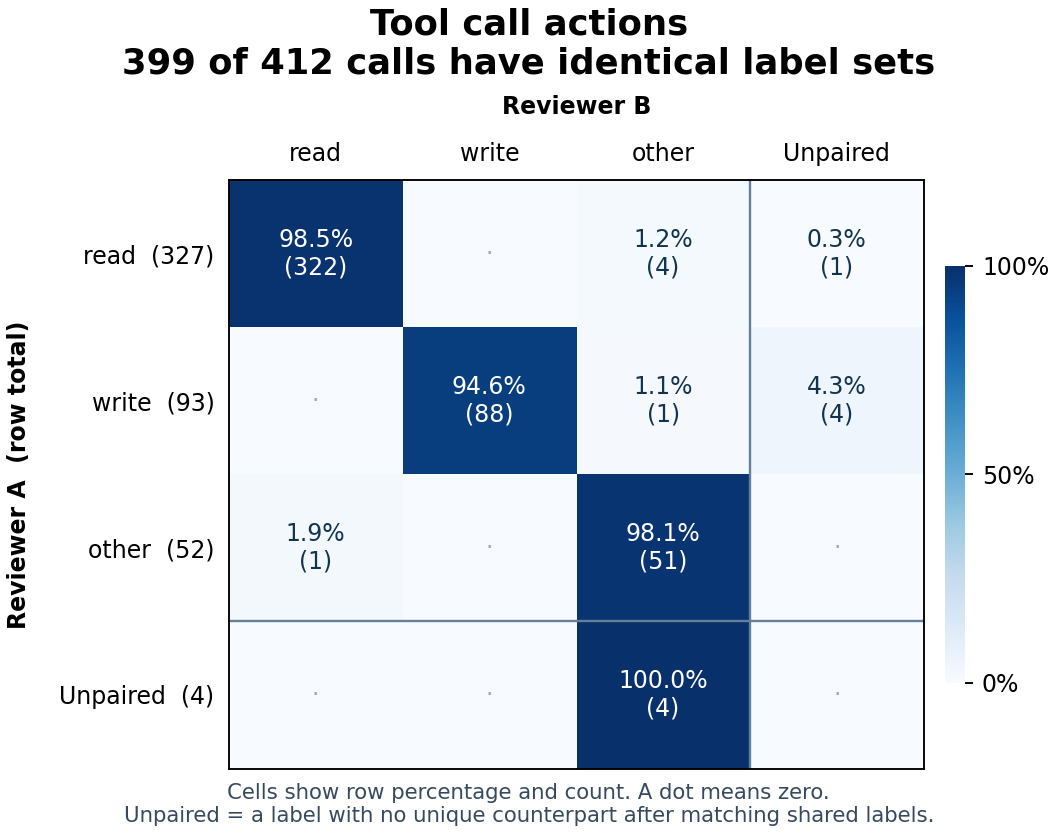 Tool call actions
399 of 412 calls have identical label sets
Reviewer B
read write other Unpaired
Reviewer A (row total)
read (327) 98.5% (322) · 1.2% (4) 0.3% (1)
write (93) · 94.6% (88) 1.1% (1) 4.3% (4)
other (52) 1.9% (1) · 98.1% (51) ·
Unpaired (4) · · 100.0% (4) ·
100%
50%
0%
Cells show row percentage and count. A dot means zero.
Unpaired = a label with no unique counterpart after matching shared labels.